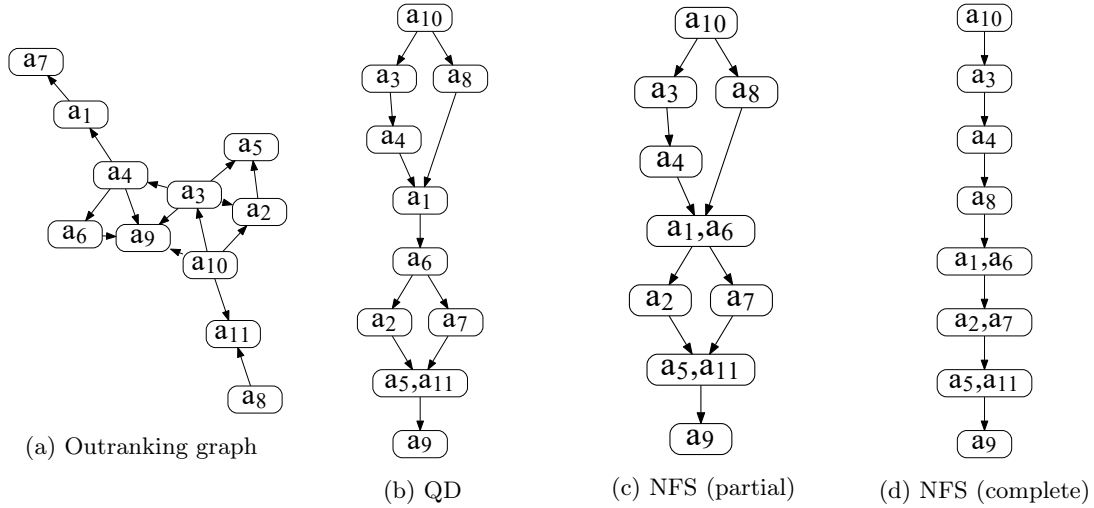 a7
a1
a4
a3
a5
a2
a6
a9
a10
a11
a8
(a) Outranking graph
a10
a3
a8
a4
a1
a6
a2
a7
a5,a11
a9
(b) QD
a10
a3
a8
a4
a1,a6
a2
a7
a5,a11
a9
(c) NFS (partial)
a10
a3
a4
a8
a1,a6
a2,a7
a5,a11
a9
(d) NFS (complete)